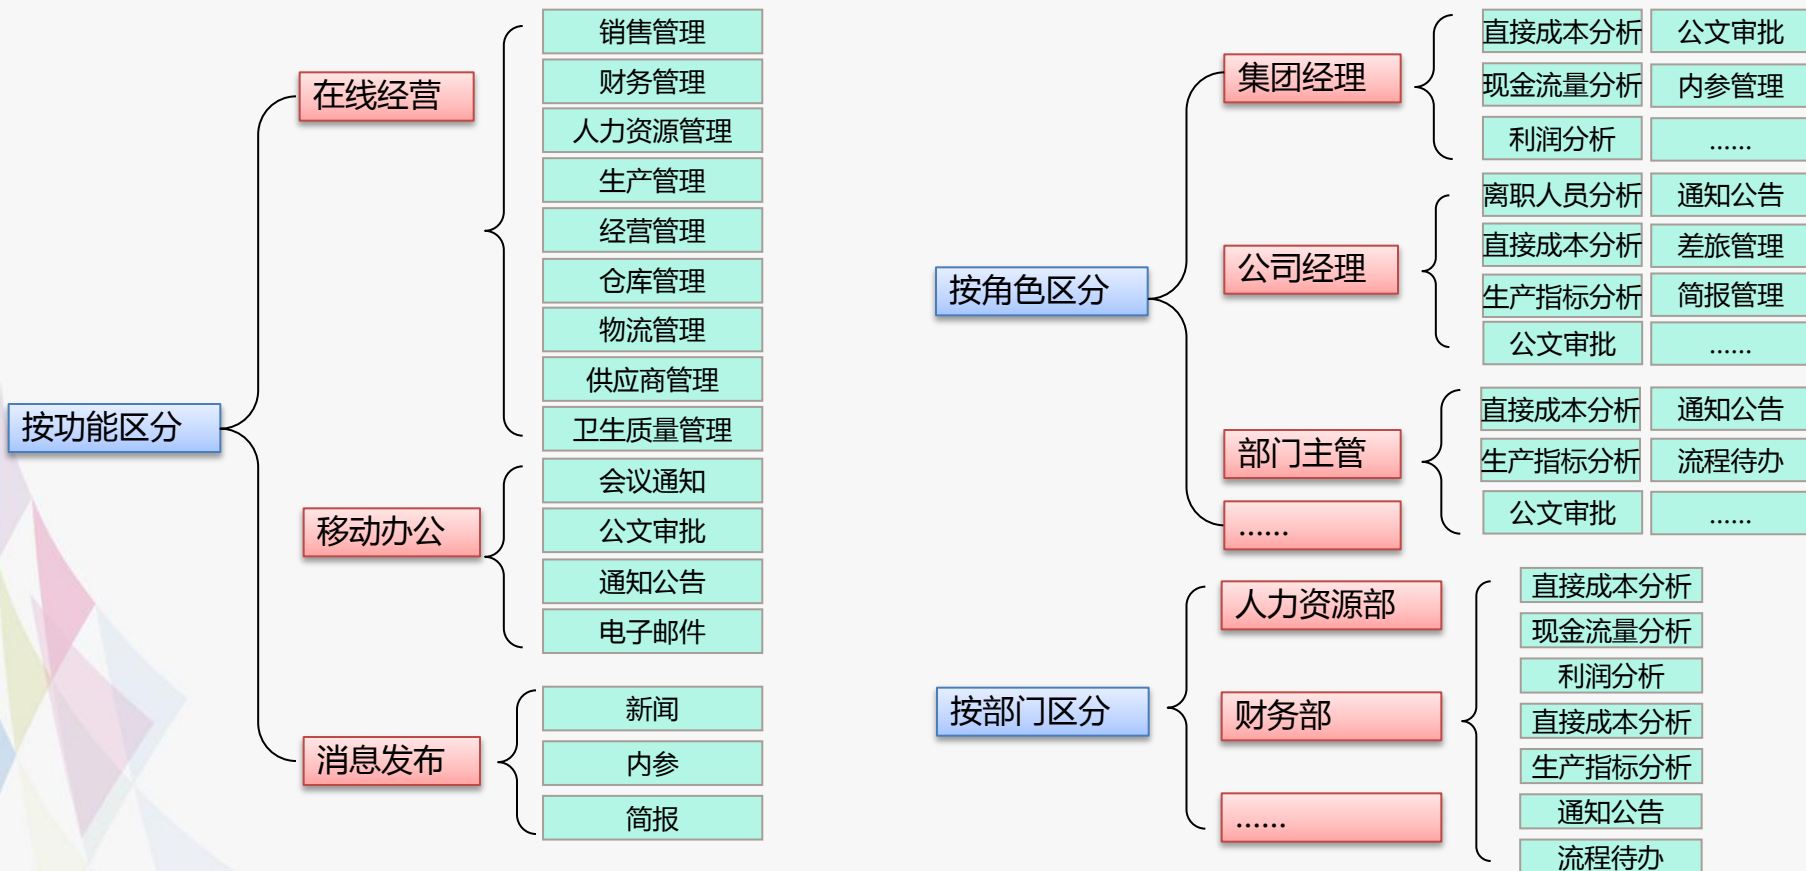 按功能区分
在线经营
销售管理
财务管理
人力资源管理
生产管理
经营管理
仓库管理
物流管理
供应商管理
卫生质量管理
移动办公
会议通知
公文审批
通知公告
电子邮件
消息发布
新闻
内参
简报
按角色区分
集团经理
直接成本分析 公文审批
现金流量分析 内参管理
利润分析 ......
公司经理
离职人员分析 通知公告
直接成本分析 差旅管理
生产指标分析 简报管理
公文审批 ......
部门主管
直接成本分析 通知公告
生产指标分析 流程待办
公文审批 ......
......
按部门区分
人力资源部
财务部
直接成本分析
现金流量分析
利润分析
直接成本分析
生产指标分析
通知公告
流程待办
......